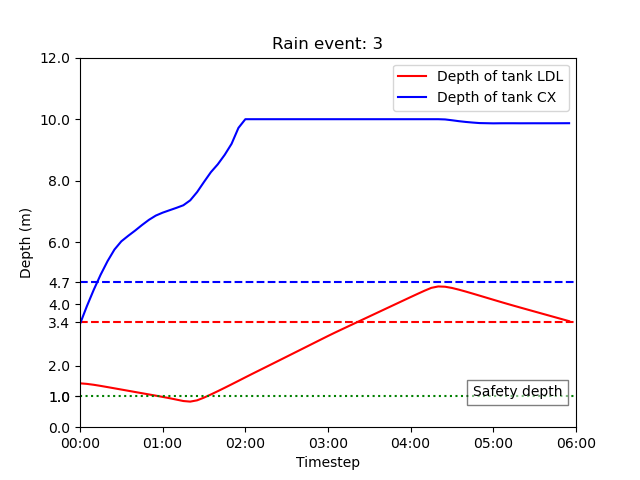 Rain event: 3
Depth of tank LDL
Depth of tank CX
Depth (m)
12.0
10.0
8.0
6.0
4.7
4.0
3.4
2.0
1.0
0.0
Safety depth
00:00 01:00 02:00 03:00 04:00 05:00 06:00
Timestep